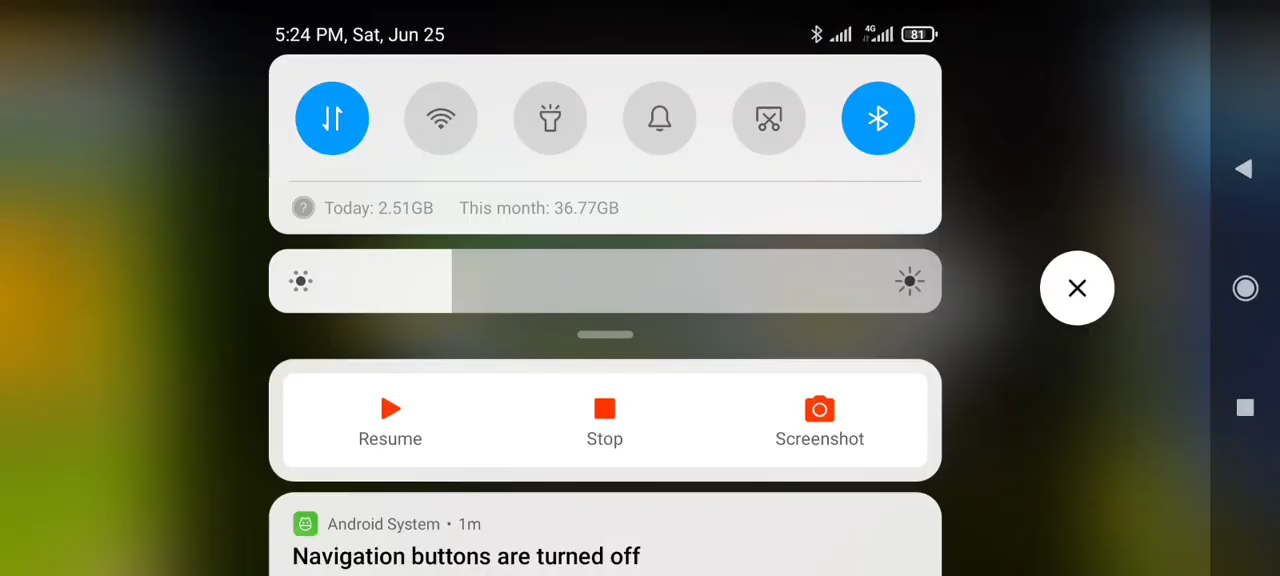 5:24 PM, Sat, Jun 25 4G 81
? Today: 2.51GB This month: 36.77GB
Resume Stop Screenshot
Android System • 1m
Navigation buttons are turned off